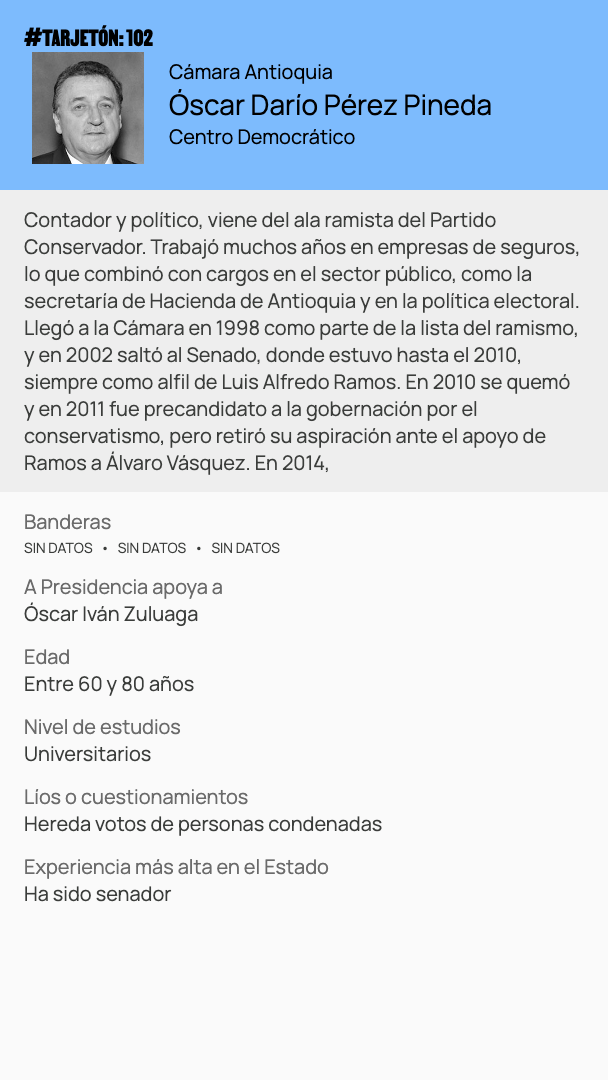 #TARJETÓN: 102
Cámara Antioquia
Óscar Darío Pérez Pineda
Centro Democrático
Contador y político, viene del ala ramista del Partido
Conservador. Trabajó muchos años en empresas de seguros,
lo que combinó con cargos en el sector público, como la
secretaría de Hacienda de Antioquia y en la política electoral.
Llegó a la Cámara en 1998 como parte de la lista del ramismo,
y en 2002 saltó al Senado, donde estuvo hasta el 2010,
siempre como alfil de Luis Alfredo Ramos. En 2010 se quemó
y en 2011 fue precandidato a la gobernación por el
conservatismo, pero retiró su aspiración ante el apoyo de
Ramos a Álvaro Vásquez. En 2014,
Banderas
SIN DATOS • SIN DATOS • SIN DATOS
A Presidencia apoya a
Óscar Iván Zuluaga
Edad
Entre 60 y 80 años
Nivel de estudios
Universitarios
Líos o cuestionamientos
Hereda votos de personas condenadas
Experiencia más alta en el Estado
Ha sido senador